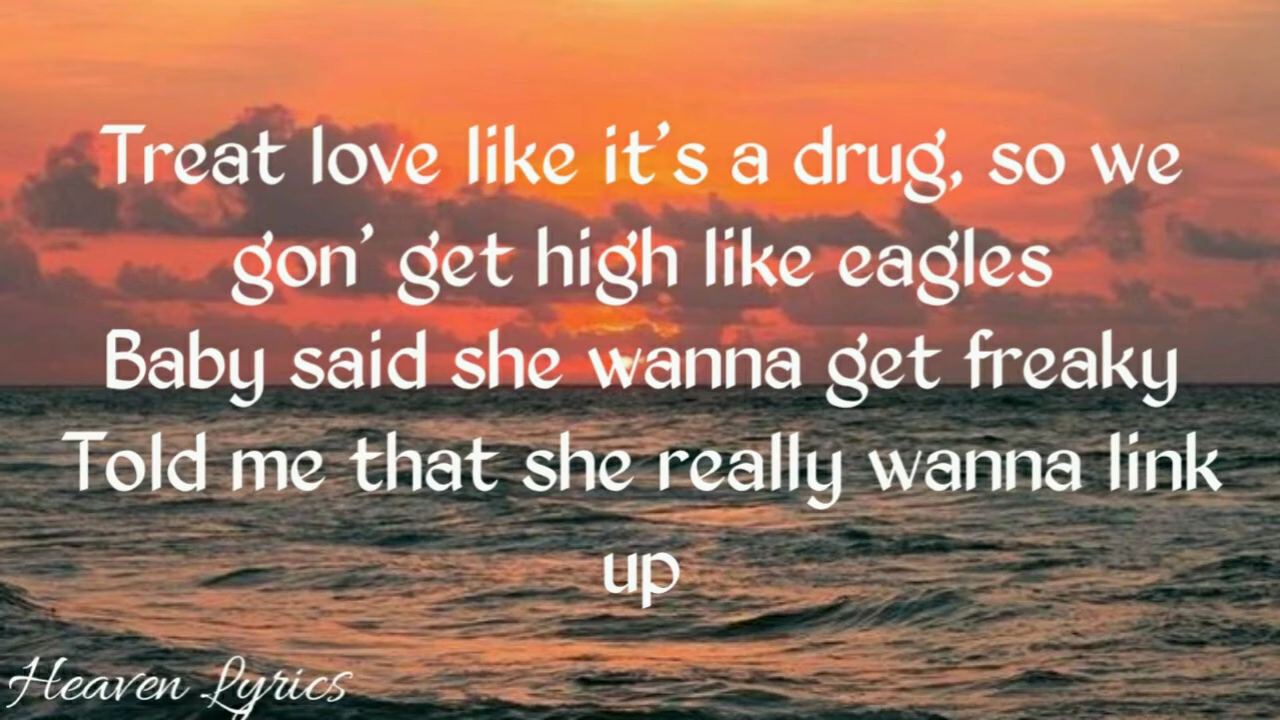 Treat love like it’s a drug, so we
gon’ get high like eagles
Baby said she wanna get freaky
Told me that she really wanna link
up
Heaven Lyrics